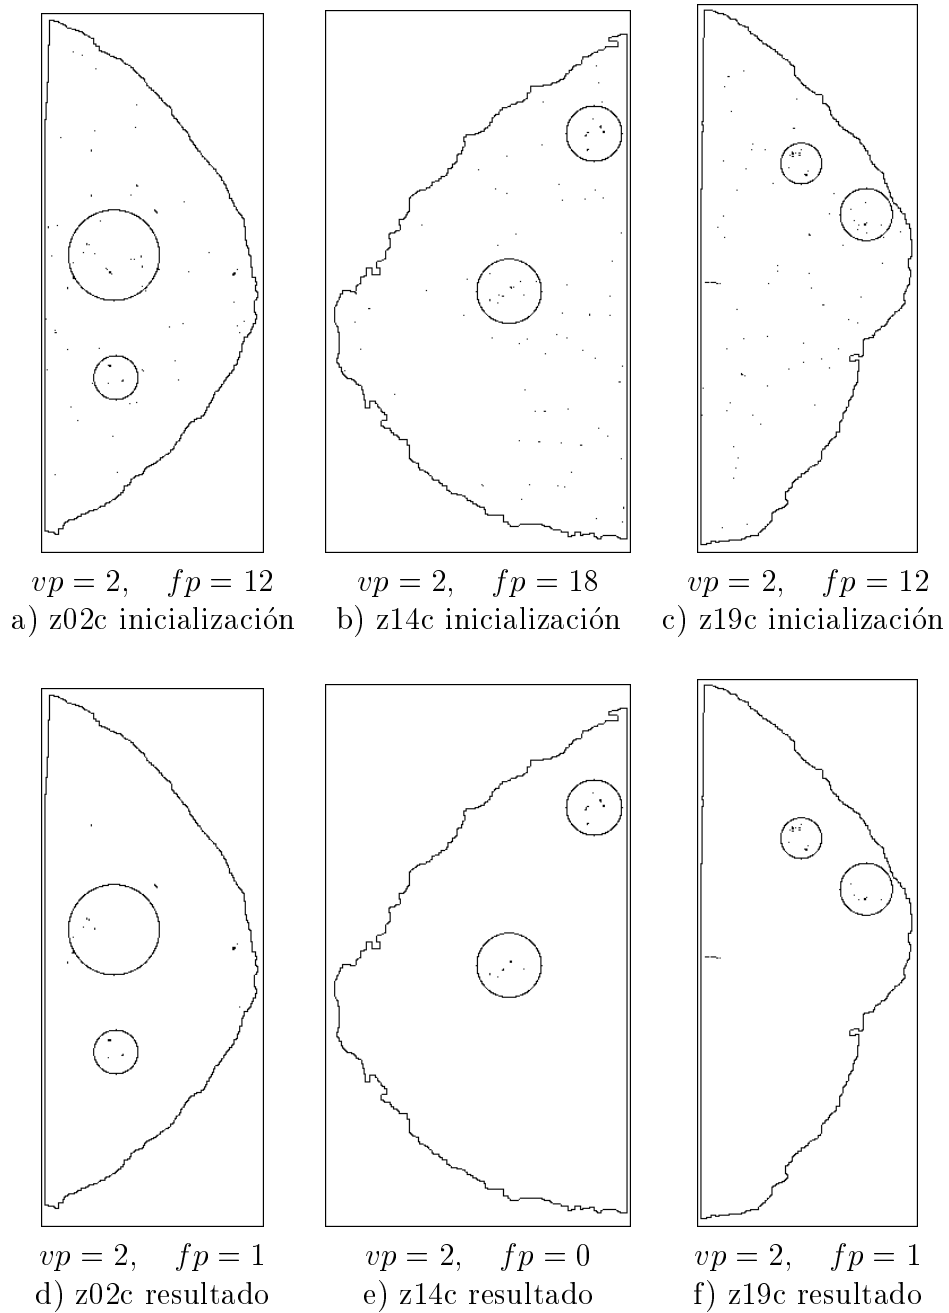 vp = 2, fp = 12
a) z02c inicialización
vp = 2, fp = 18
b) z14c inicialización
vp = 2, fp = 12
c) z19c inicialización
vp = 2, fp = 1
d) z02c resultado
vp = 2, fp = 0
e) z14c resultado
vp = 2, fp = 1
f) z19c resultado